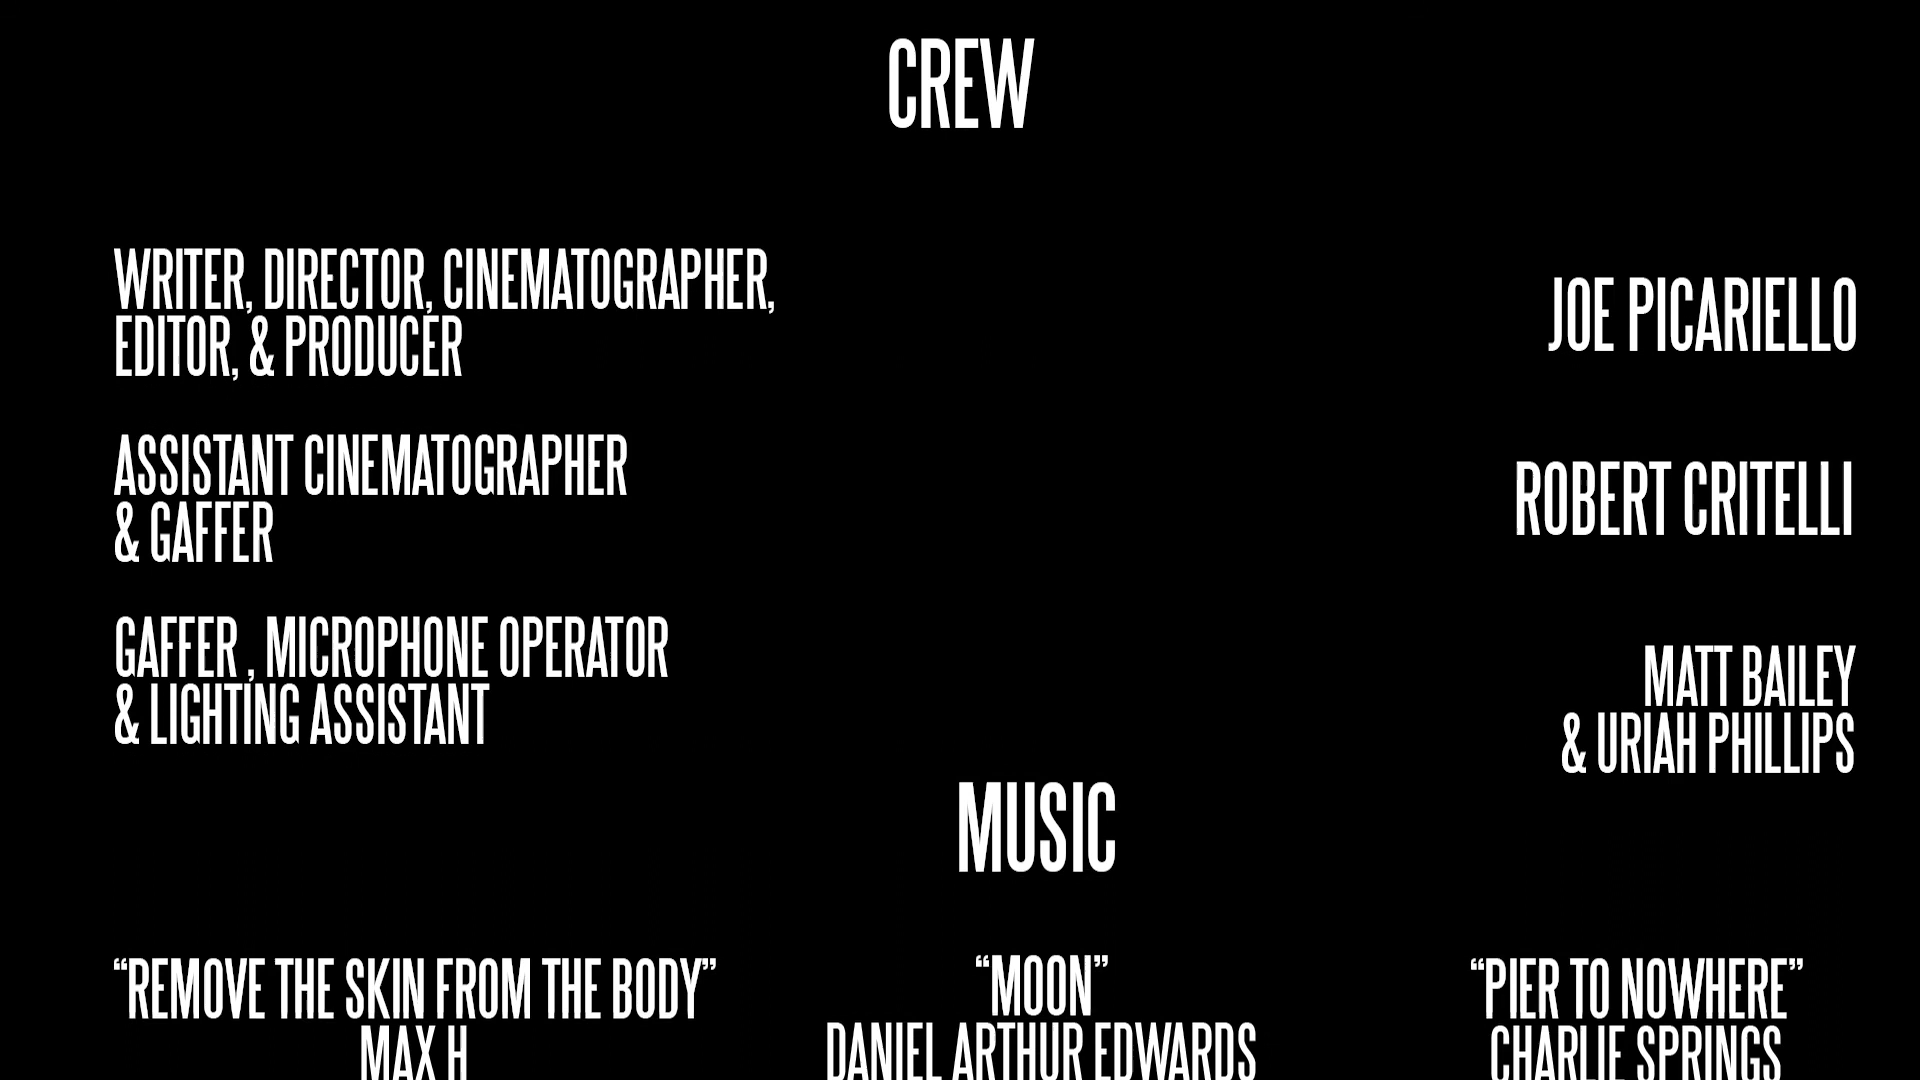 CREW
WRITER, DIRECTOR, CINEMATOGRAPHER,
EDITOR, & PRODUCER
JOE PICARIELLO
ASSISTANT CINEMATOGRAPHER
& GAFFER
ROBERT CRITELLI
GAFFER , MICROPHONE OPERATOR
& LIGHTING ASSISTANT
MATT BAILEY
& URIAH PHILLIPS
MUSIC
“REMOVE THE SKIN FROM THE BODY”
MAX H
“MOON”
DANIEL ARTHUR EDWARDS
“PIER TO NOWHERE”
CHARLIE SPRINGS